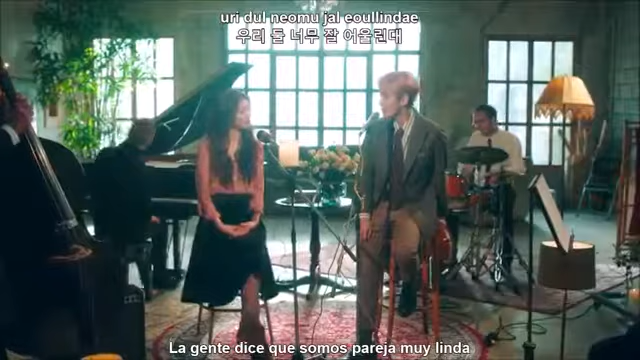 uri dul neomu jal eoullindae
우리 둘 너무 잘 어울린대
La gente dice que somos pareja muy linda